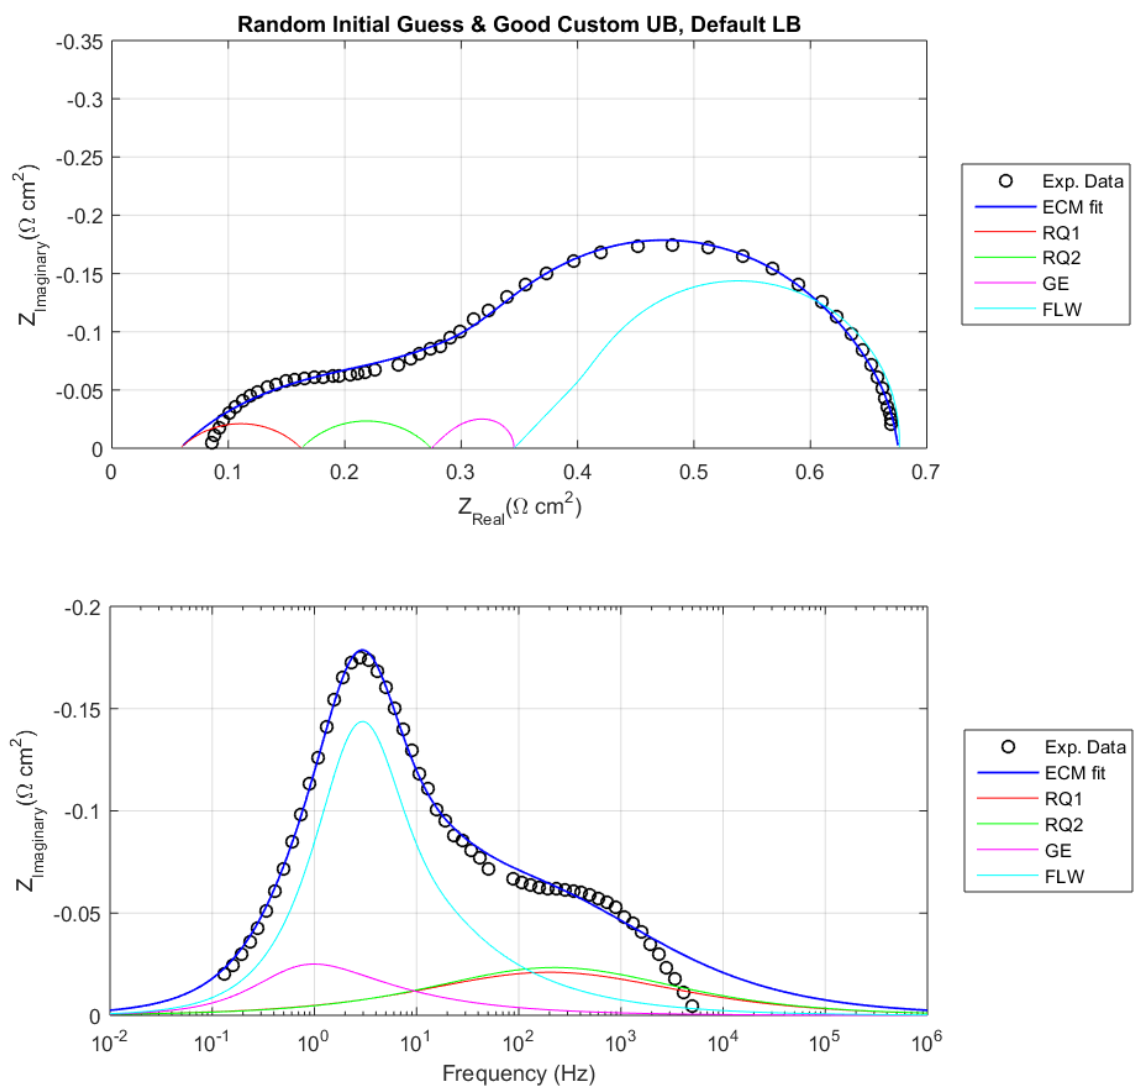 Random Initial Guess & Good Custom UB, Default LB
-0.35
-0.3
-0.25
-0.2
-0.15
-0.1
-0.05
0
Z_Imaginary(Ω cm²)
0 0.1 0.2 0.3 0.4 0.5 0.6 0.7
Z_Real(Ω cm²)
Exp. Data
ECM fit
RQ1
RQ2
GE
FLW
-0.2
-0.15
-0.1
-0.05
0
Z_Imaginary(Ω cm²)
10⁻² 10⁻¹ 10⁰ 10¹ 10² 10³ 10⁴ 10⁵ 10⁶
Frequency (Hz)
Exp. Data
ECM fit
RQ1
RQ2
GE
FLW